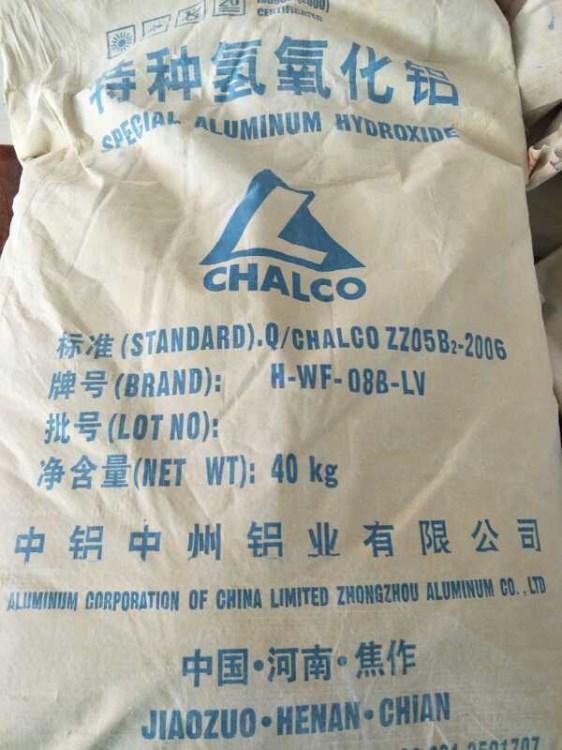 CERTIFICATED
特种氢氧化铝
SPECIAL ALUMINUM HYDROXIDE
CHALCO
标准(STANDARD).Q/CHALCO ZZ05B₂-2006
牌号(BRAND): H-WF-08B-LV
批号(LOT NO):
净含量(NET WT): 40 kg
中铝中州铝业有限公司
ALUMINUM CORPORATION OF CHINA LIMITED ZHONGZHOU ALUMINUM CO.,LTD
中国·河南·焦作
JIAOZUO·HENAN·CHiAN